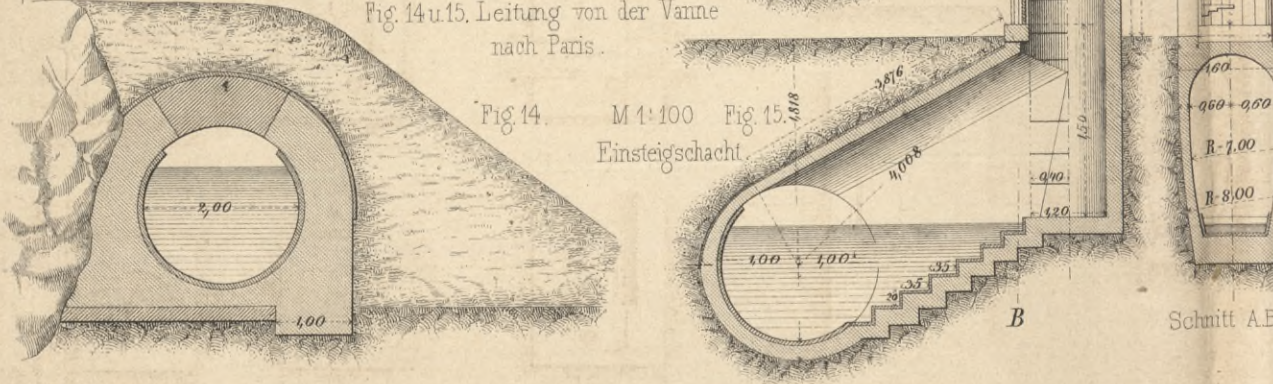 Fig. 14 u. 15. Leitung von der Vanne
nach Paris.
Fig. 14.
M 1:100
Fig. 15.
Einsteigschacht.
2,00
1,00
1,818
3,876
4,008
1,00
1,00
35
35
1,50
0,40
1,20
B
1,60
0,60
0,60
R=7,00
R=8,00
Schnitt A.B